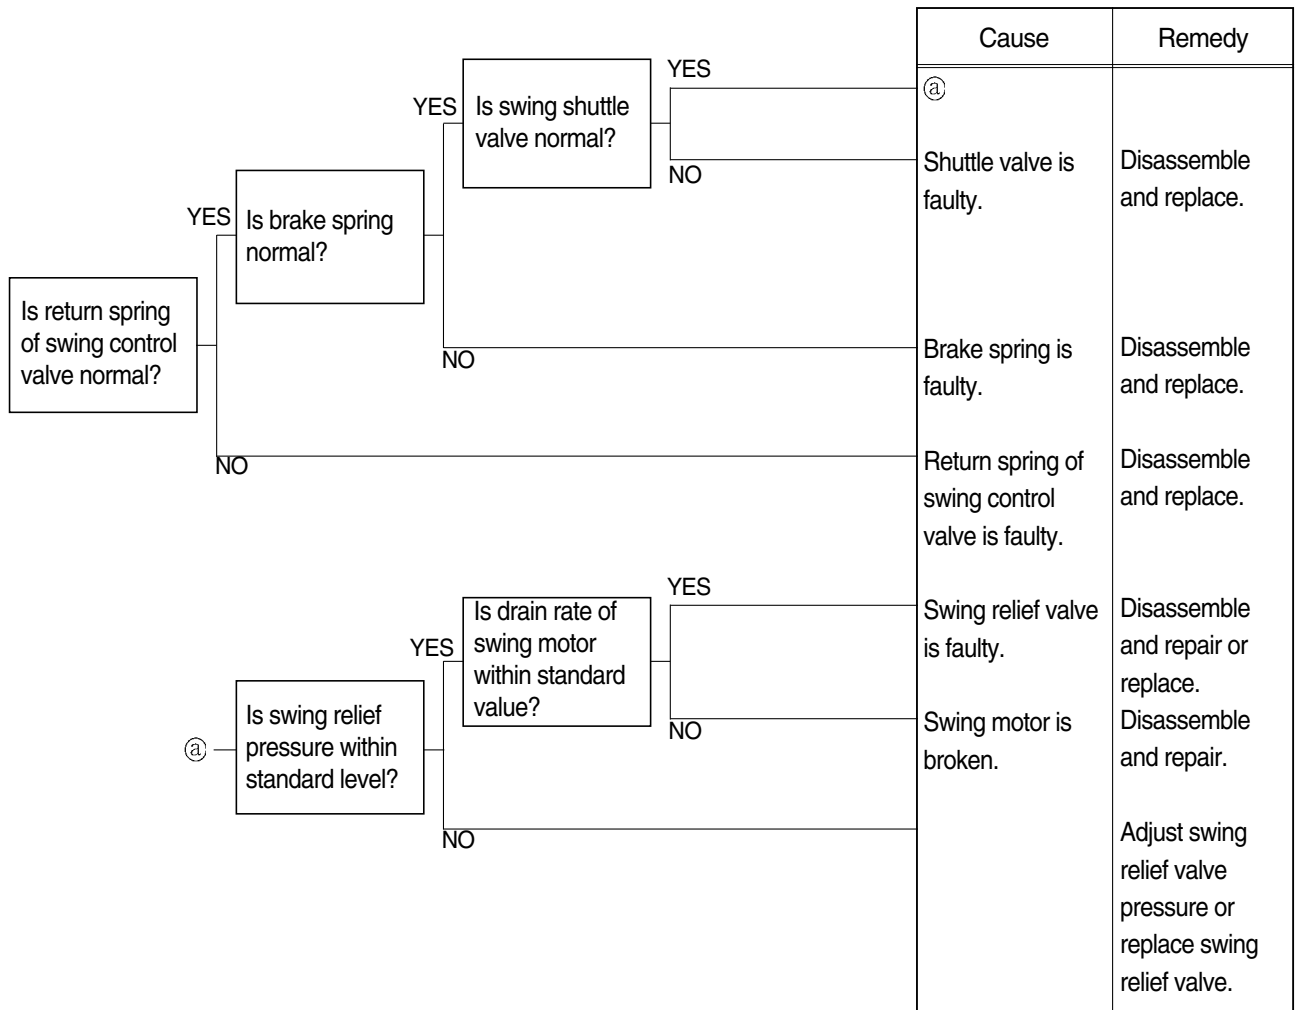 Cause
Remedy
YES
ⓐ
Is swing shuttle
valve normal?
YES
NO
Shuttle valve is
faulty.
Disassemble
and replace.
YES
Is brake spring
normal?
Is return spring
of swing control
valve normal?
NO
Brake spring is
faulty.
Disassemble
and replace.
NO
Return spring of
swing control
valve is faulty.
Disassemble
and replace.
YES
Is drain rate of
swing motor
within standard
value?
YES
Swing relief valve
is faulty.
Disassemble
and repair or
replace.
NO
Swing motor is
broken.
Disassemble
and repair.
ⓐ
Is swing relief
pressure within
standard level?
NO
Adjust swing
relief valve
pressure or
replace swing
relief valve.